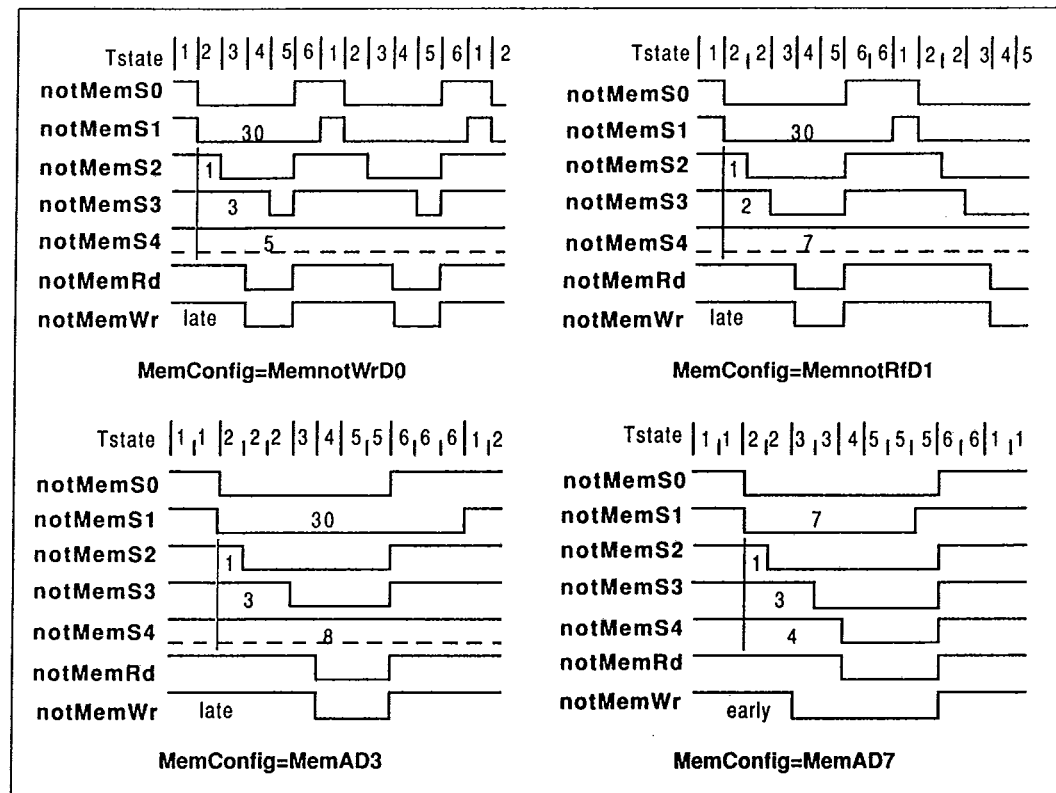 Tstate |1|2|3|4|5|6|1|2|3|4|5|6|1|2
notMemS0
notMemS1 30
notMemS2 1
notMemS3 3
notMemS4 5
notMemRd
notMemWr late
MemConfig=MemnotWrD0
Tstate |1|2|2|3|4|5|6|6|1|2|2|3|4|5
notMemS0
notMemS1 30
notMemS2 1
notMemS3 2
notMemS4 7
notMemRd
notMemWr late
MemConfig=MemnotRfD1
Tstate |1|1|2|2|2|3|4|5|5|6|6|6|1|2
notMemS0
notMemS1 30
notMemS2 1
notMemS3 3
notMemS4 8
notMemRd
notMemWr late
MemConfig=MemAD3
Tstate |1|1|2|2|3|3|4|5|5|5|6|6|1|1
notMemS0
notMemS1 7
notMemS2 1
notMemS3 3
notMemS4 4
notMemRd
notMemWr early
MemConfig=MemAD7